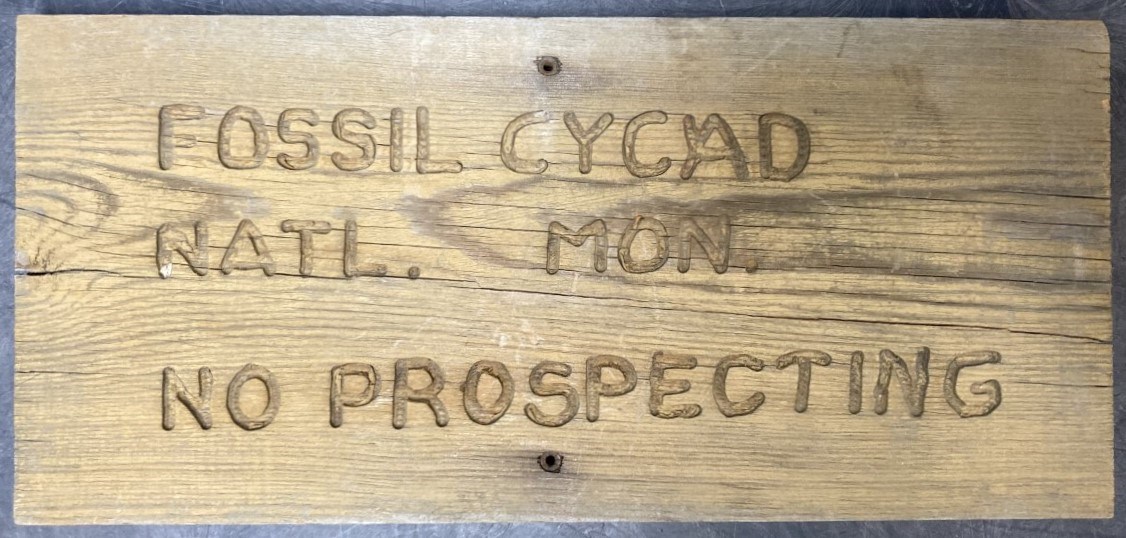 FOSSIL CYCAD
NATL. MON.
NO PROSPECTING